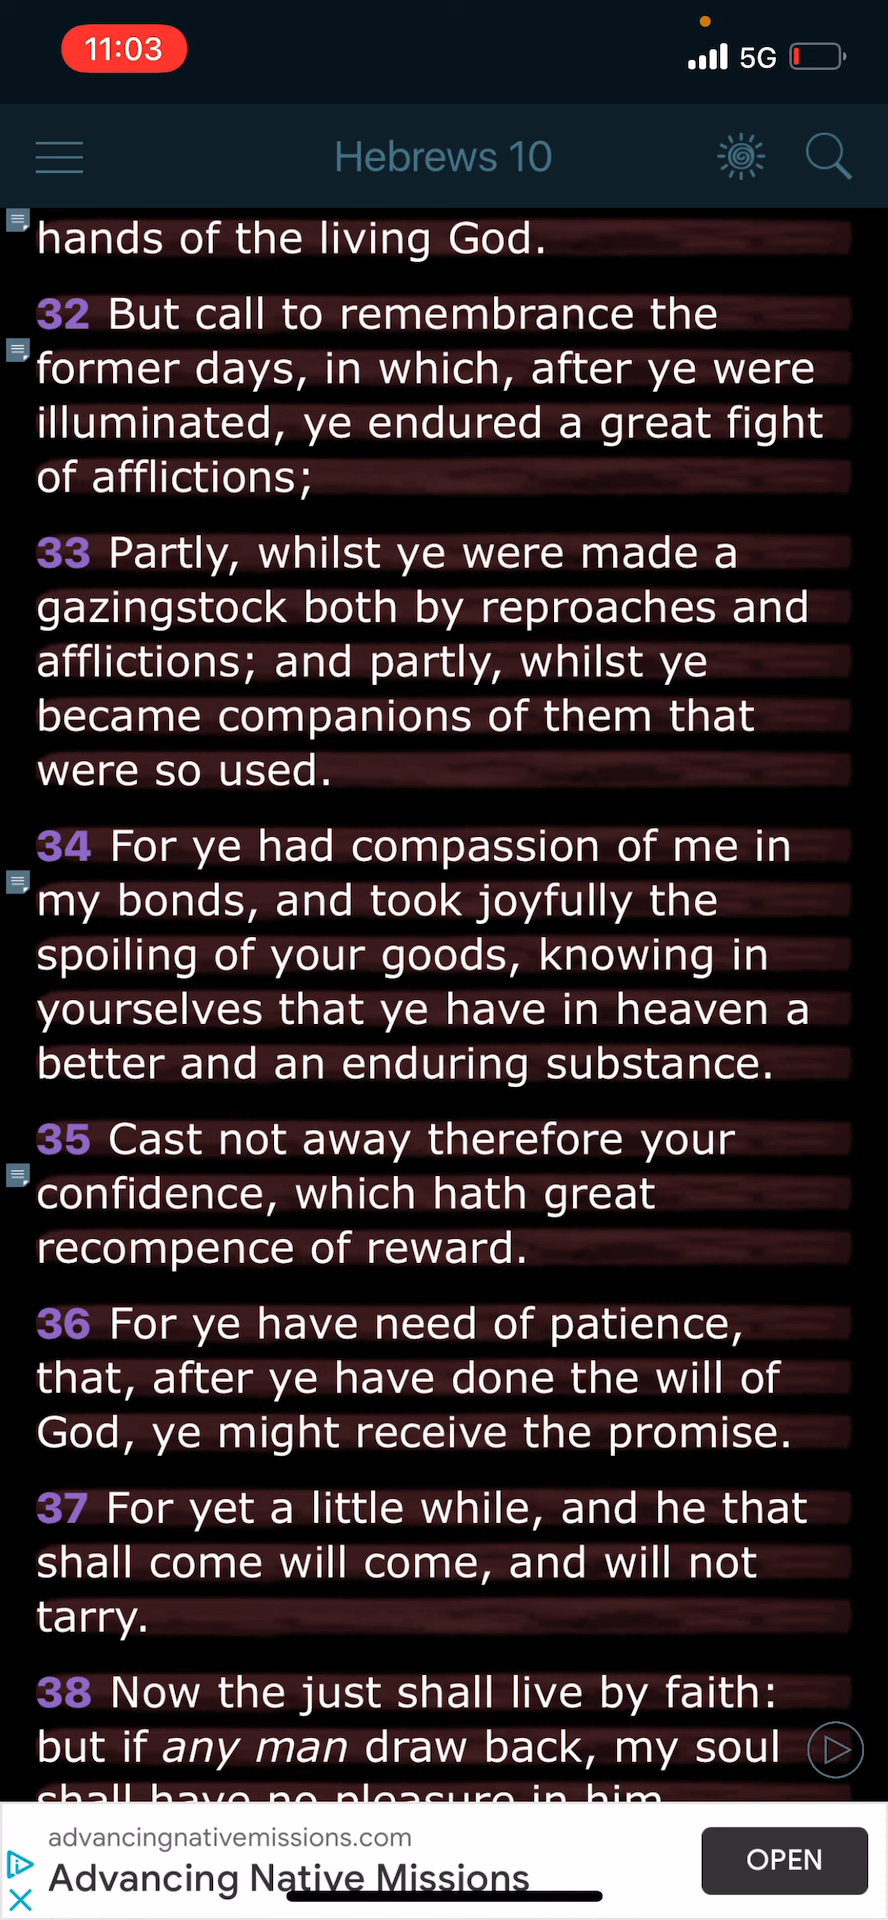 11:03
5G
Hebrews 10
hands of the living God.
32 But call to remembrance the
former days, in which, after ye were
illuminated, ye endured a great fight
of afflictions;
33 Partly, whilst ye were made a
gazingstock both by reproaches and
afflictions; and partly, whilst ye
became companions of them that
were so used.
34 For ye had compassion of me in
my bonds, and took joyfully the
spoiling of your goods, knowing in
yourselves that ye have in heaven a
better and an enduring substance.
35 Cast not away therefore your
confidence, which hath great
recompence of reward.
36 For ye have need of patience,
that, after ye have done the will of
God, ye might receive the promise.
37 For yet a little while, and he that
shall come will come, and will not
tarry.
38 Now the just shall live by faith:
but if any man draw back, my soul
shall have no pleasure in him.
advancingnativemissions.com
Advancing Native Missions
OPEN